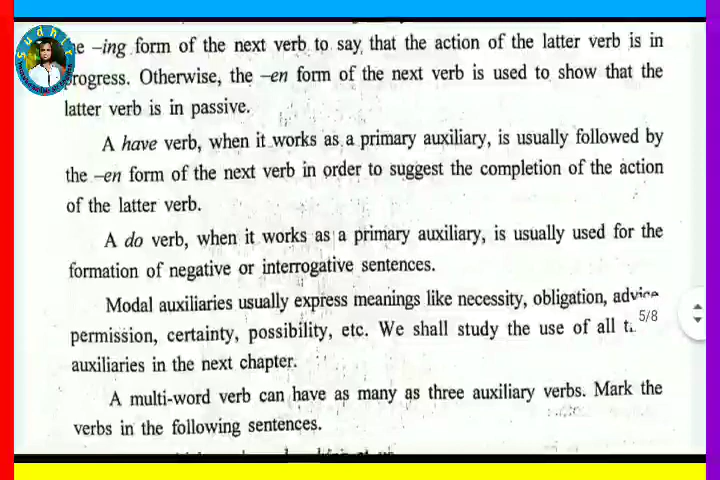 Sudhir
he –ing form of the next verb to say that the action of the latter verb is in
progress. Otherwise, the –en form of the next verb is used to show that the
latter verb is in passive.
A have verb, when it works as a primary auxiliary, is usually followed by
the –en form of the next verb in order to suggest the completion of the action
of the latter verb.
A do verb, when it works as a primary auxiliary, is usually used for the
formation of negative or interrogative sentences.
Modal auxiliaries usually express meanings like necessity, obligation, advice
permission, certainty, possibility, etc. We shall study the use of all
5/8
auxiliaries in the next chapter.
A multi-word verb can have as many as three auxiliary verbs. Mark the
verbs in the following sentences.